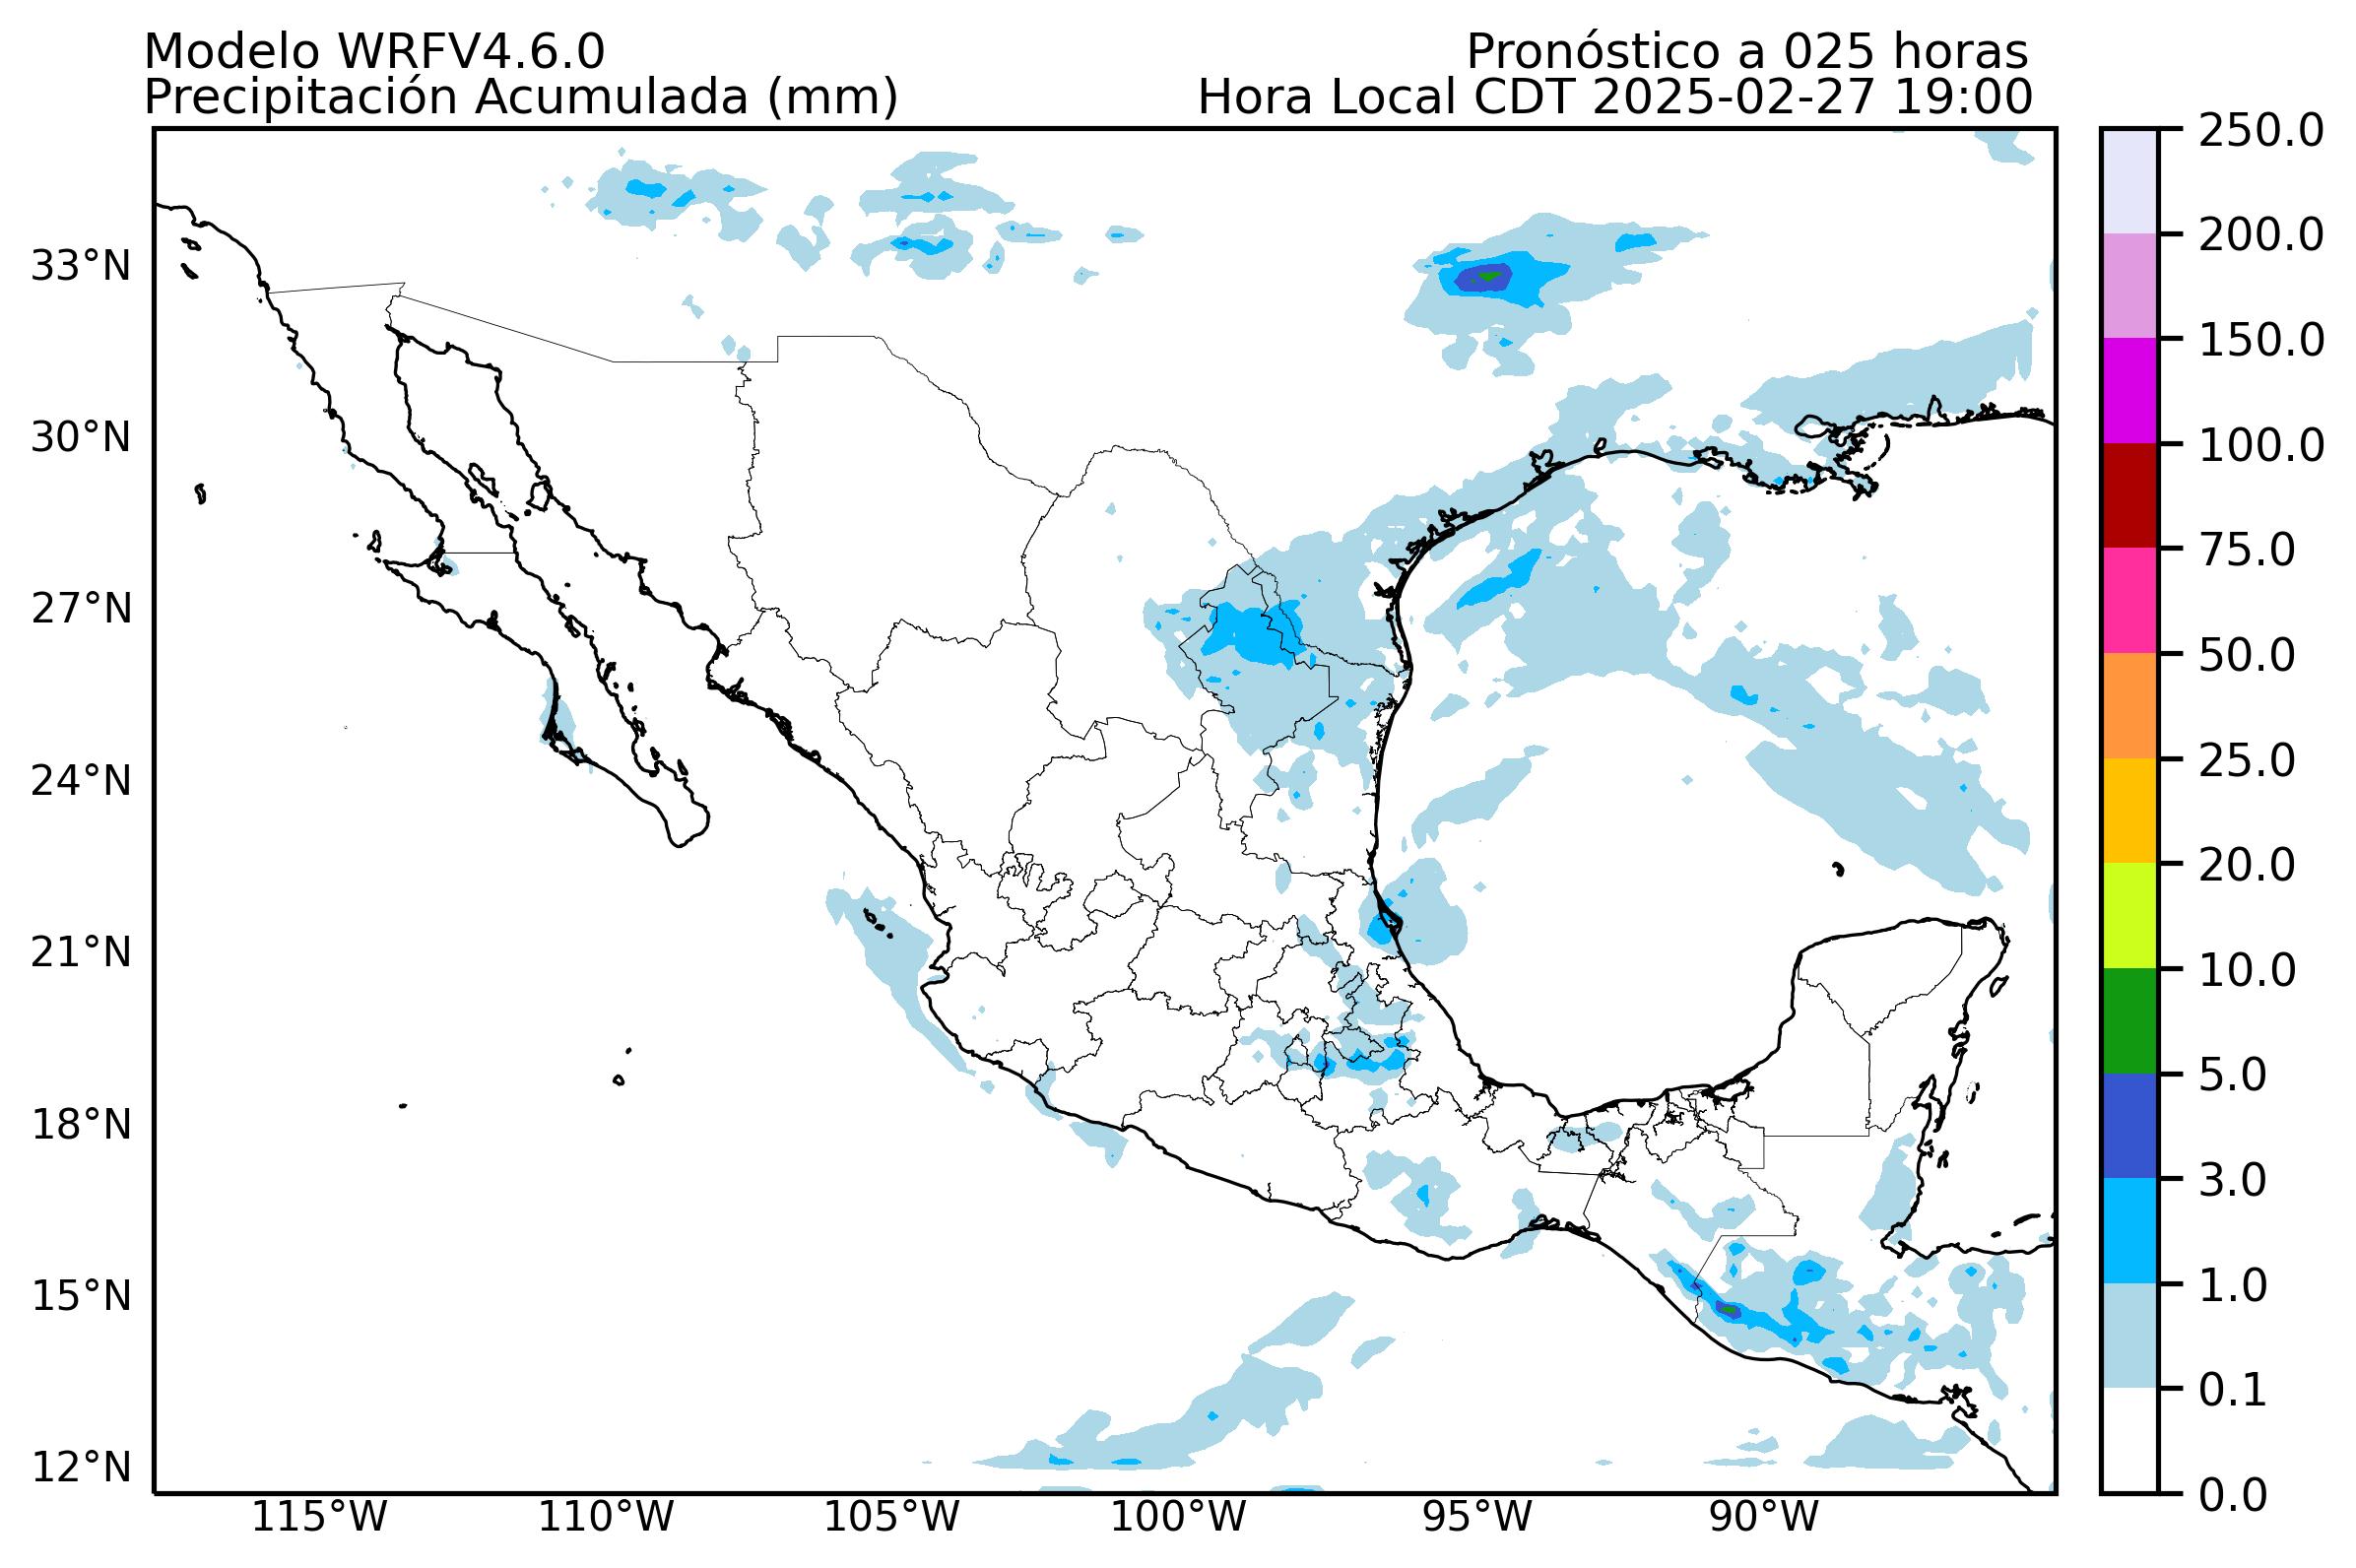 Modelo WRFV4.6.0
Pronóstico a 025 horas
Precipitación Acumulada (mm)
Hora Local CDT 2025-02-27 19:00
33°N
30°N
27°N
24°N
21°N
18°N
15°N
12°N
115°W
110°W
105°W
100°W
95°W
90°W
250.0
200.0
150.0
100.0
75.0
50.0
25.0
20.0
10.0
5.0
3.0
1.0
0.1
0.0